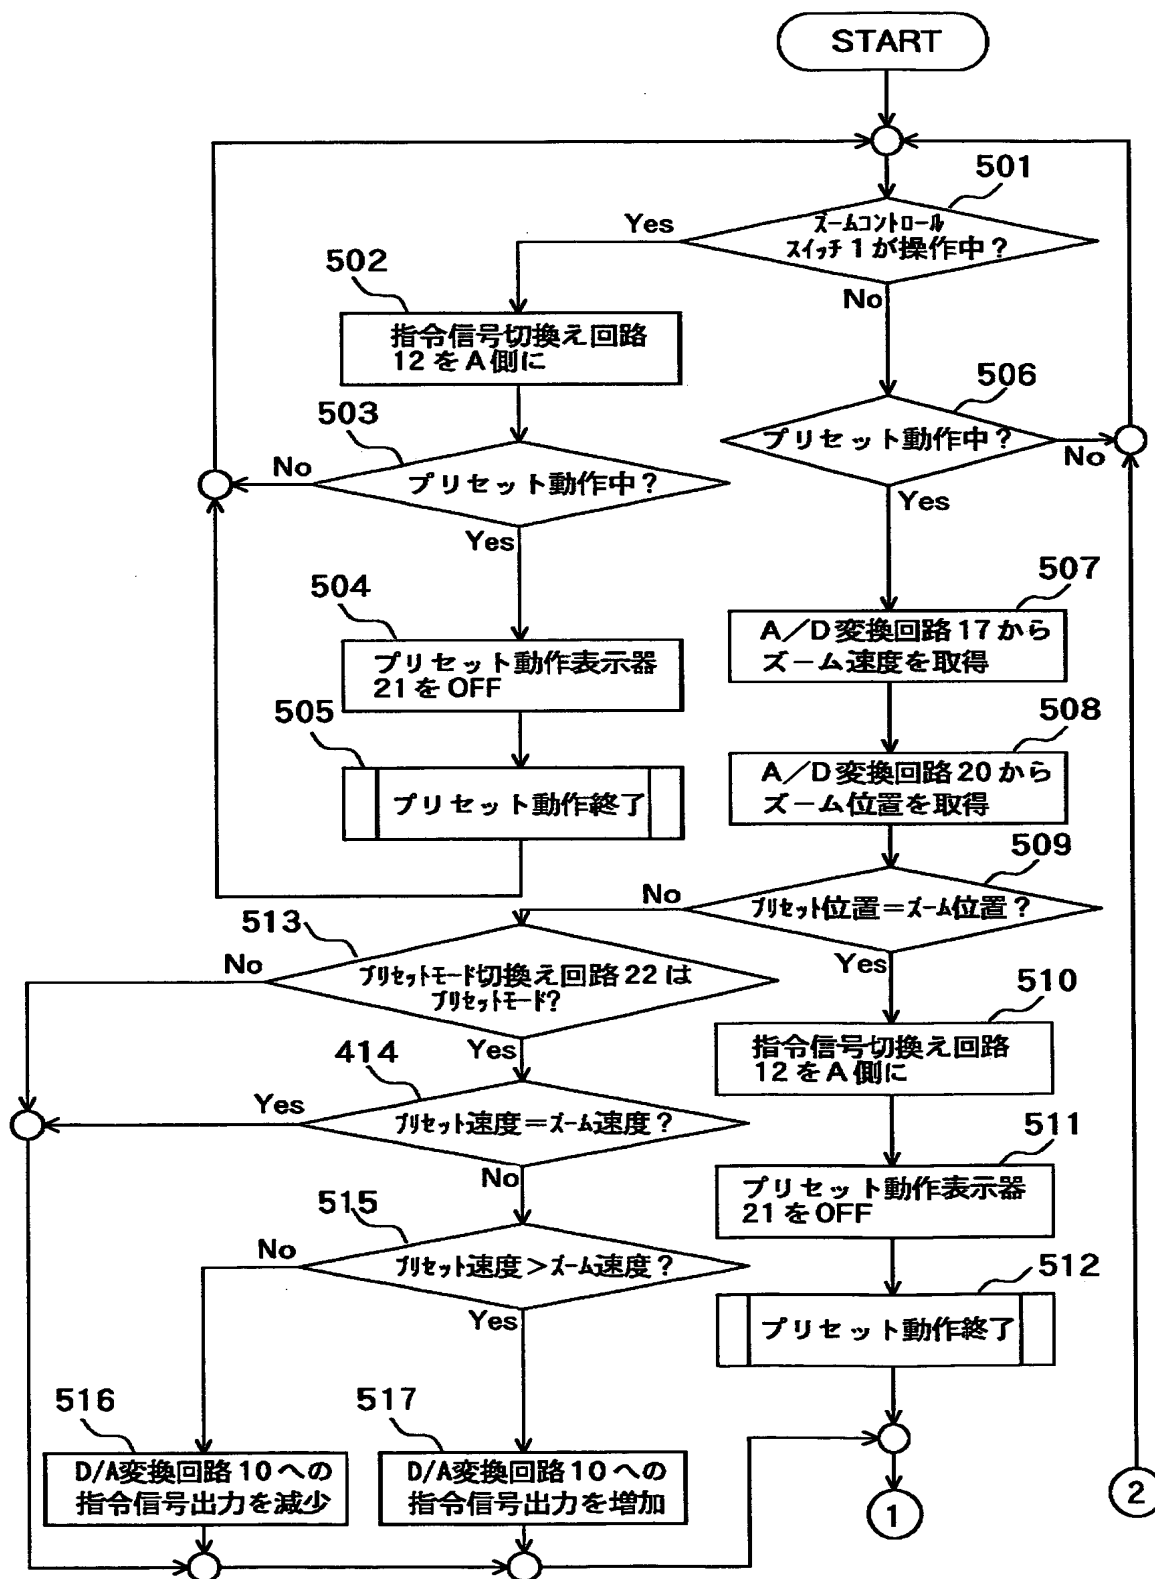 START
501
ズームコントロール
スイッチ1が操作中？
Yes
No
502
指令信号切換え回路
12をA側に
503
プリセット動作中？
No
Yes
506
プリセット動作中？
No
Yes
504
プリセット動作表示器
21をOFF
505
プリセット動作終了
507
A／D変換回路17から
ズーム速度を取得
508
A／D変換回路20から
ズーム位置を取得
509
プリセット位置＝ズーム位置？
No
Yes
513
プリセットモード切換え回路22は
プリセットモード?
No
Yes
510
指令信号切換え回路
12をA側に
414
プリセット速度＝ズーム速度？
Yes
No
511
プリセット動作表示器
21をOFF
515
プリセット速度＞ズーム速度？
No
Yes
512
プリセット動作終了
516
D/A変換回路10への
指令信号出力を減少
517
D/A変換回路10への
指令信号出力を増加
1
2